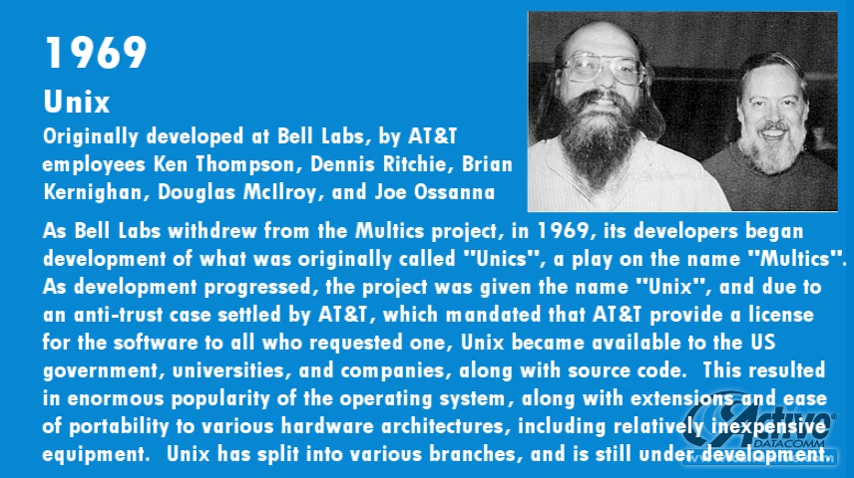 1969
Unix
Originally developed at Bell Labs, by AT&T
employees Ken Thompson, Dennis Ritchie, Brian
Kernighan, Douglas McIlroy, and Joe Ossanna
As Bell Labs withdrew from the Multics project, in 1969, its developers began
development of what was originally called "Unics", a play on the name "Multics".
As development progressed, the project was given the name "Unix", and due to
an anti-trust case settled by AT&T, which mandated that AT&T provide a license
for the software to all who requested one, Unix became available to the US
government, universities, and companies, along with source code.  This resulted
in enormous popularity of the operating system, along with extensions and ease
of portability to various hardware architectures, including relatively inexpensive
equipment.  Unix has split into various branches, and is still under development.
Active®
DATACOMM